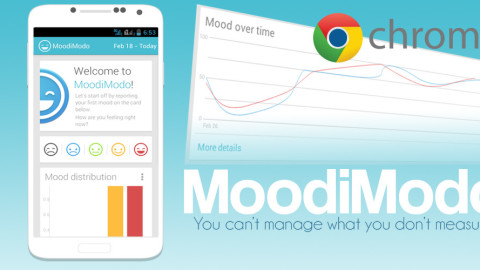 6:53
MoodiModo
Feb 18 - Today
Welcome to
MoodiModo!
Let's start off by reporting
your first mood on the card
below.
How are you feeling right
now?
Mood distribution
Mood over time
Feb 28
More details
chrom
MoodiModo
You can't manage what you don't measu